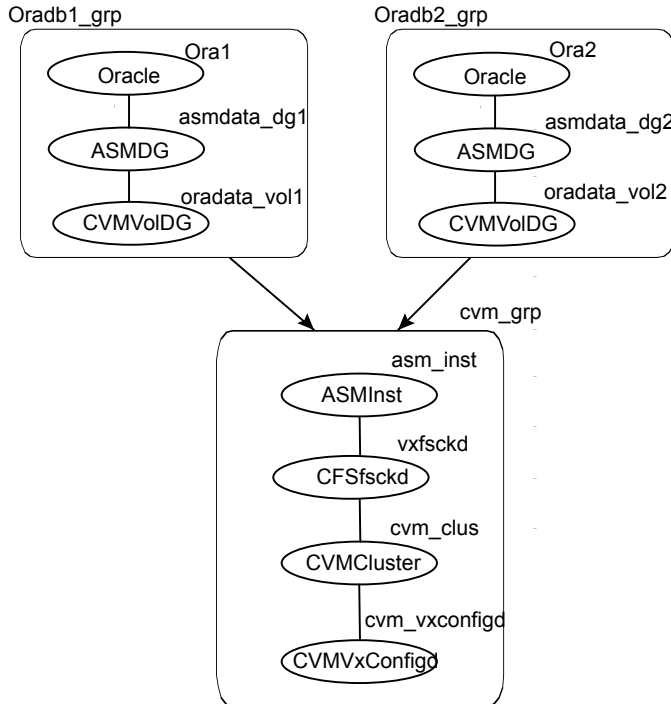 Oradb1_grp
Ora1
Oracle
asmdata_dg1
ASMDG
oradata_vol1
CVMVolDG
Oradb2_grp
Ora2
Oracle
asmdata_dg2
ASMDG
oradata_vol2
CVMVolDG
cvm_grp
asm_inst
ASMInst
vxfsckd
CFSfsckd
cvm_clus
CVMCluster
cvm_vxconfigd
CVMVxConfigd